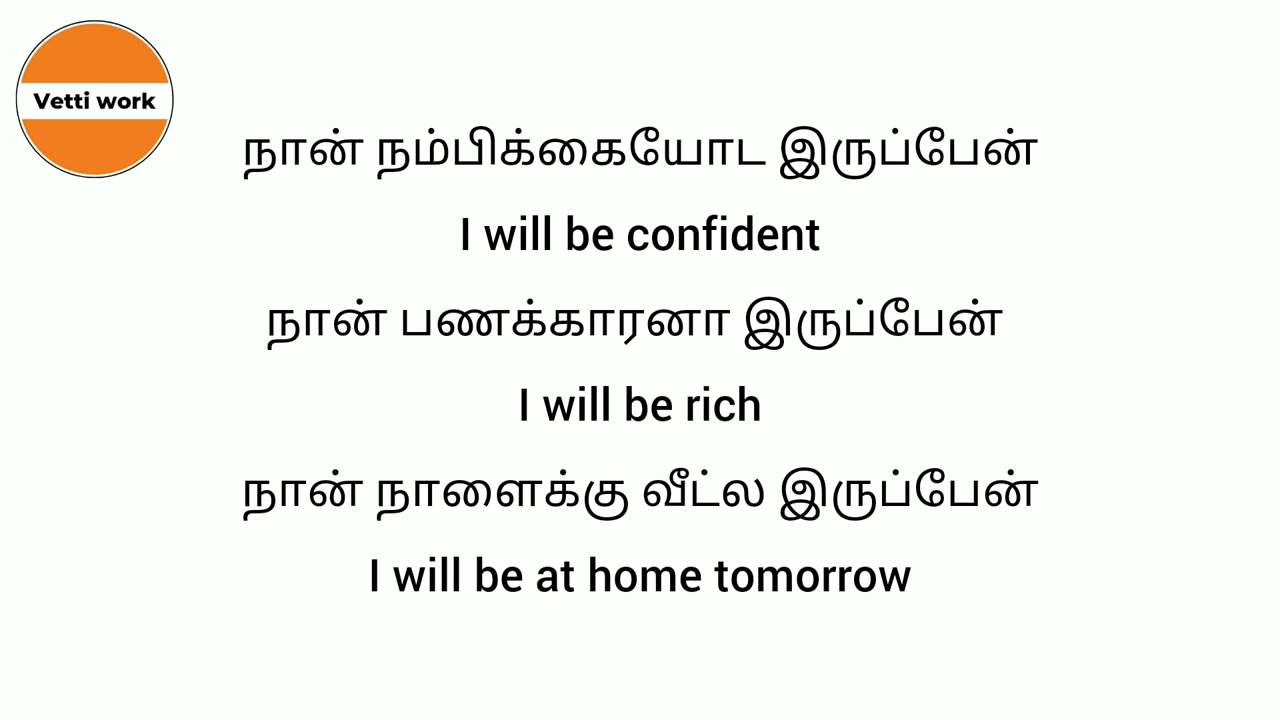 Vetti work
நான் நம்பிக்கையோட இருப்பேன்
I will be confident
நான் பணக்காரனா இருப்பேன்
I will be rich
நான் நாளைக்கு வீட்ல இருப்பேன்
I will be at home tomorrow